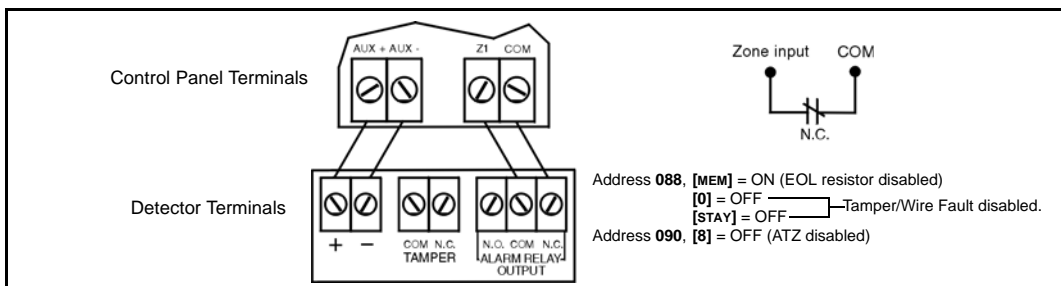 AUX + AUX - Z1 COM
Control Panel Terminals
Zone input COM
N.C.
Detector Terminals
+ −
COM N.C.
TAMPER
N.O. COM N.C.
ALARM RELAY
OUTPUT
Address 088, [MEM] = ON (EOL resistor disabled)
[0] = OFF
[STAY] = OFF
Tamper/Wire Fault disabled.
Address 090, [8] = OFF (ATZ disabled)